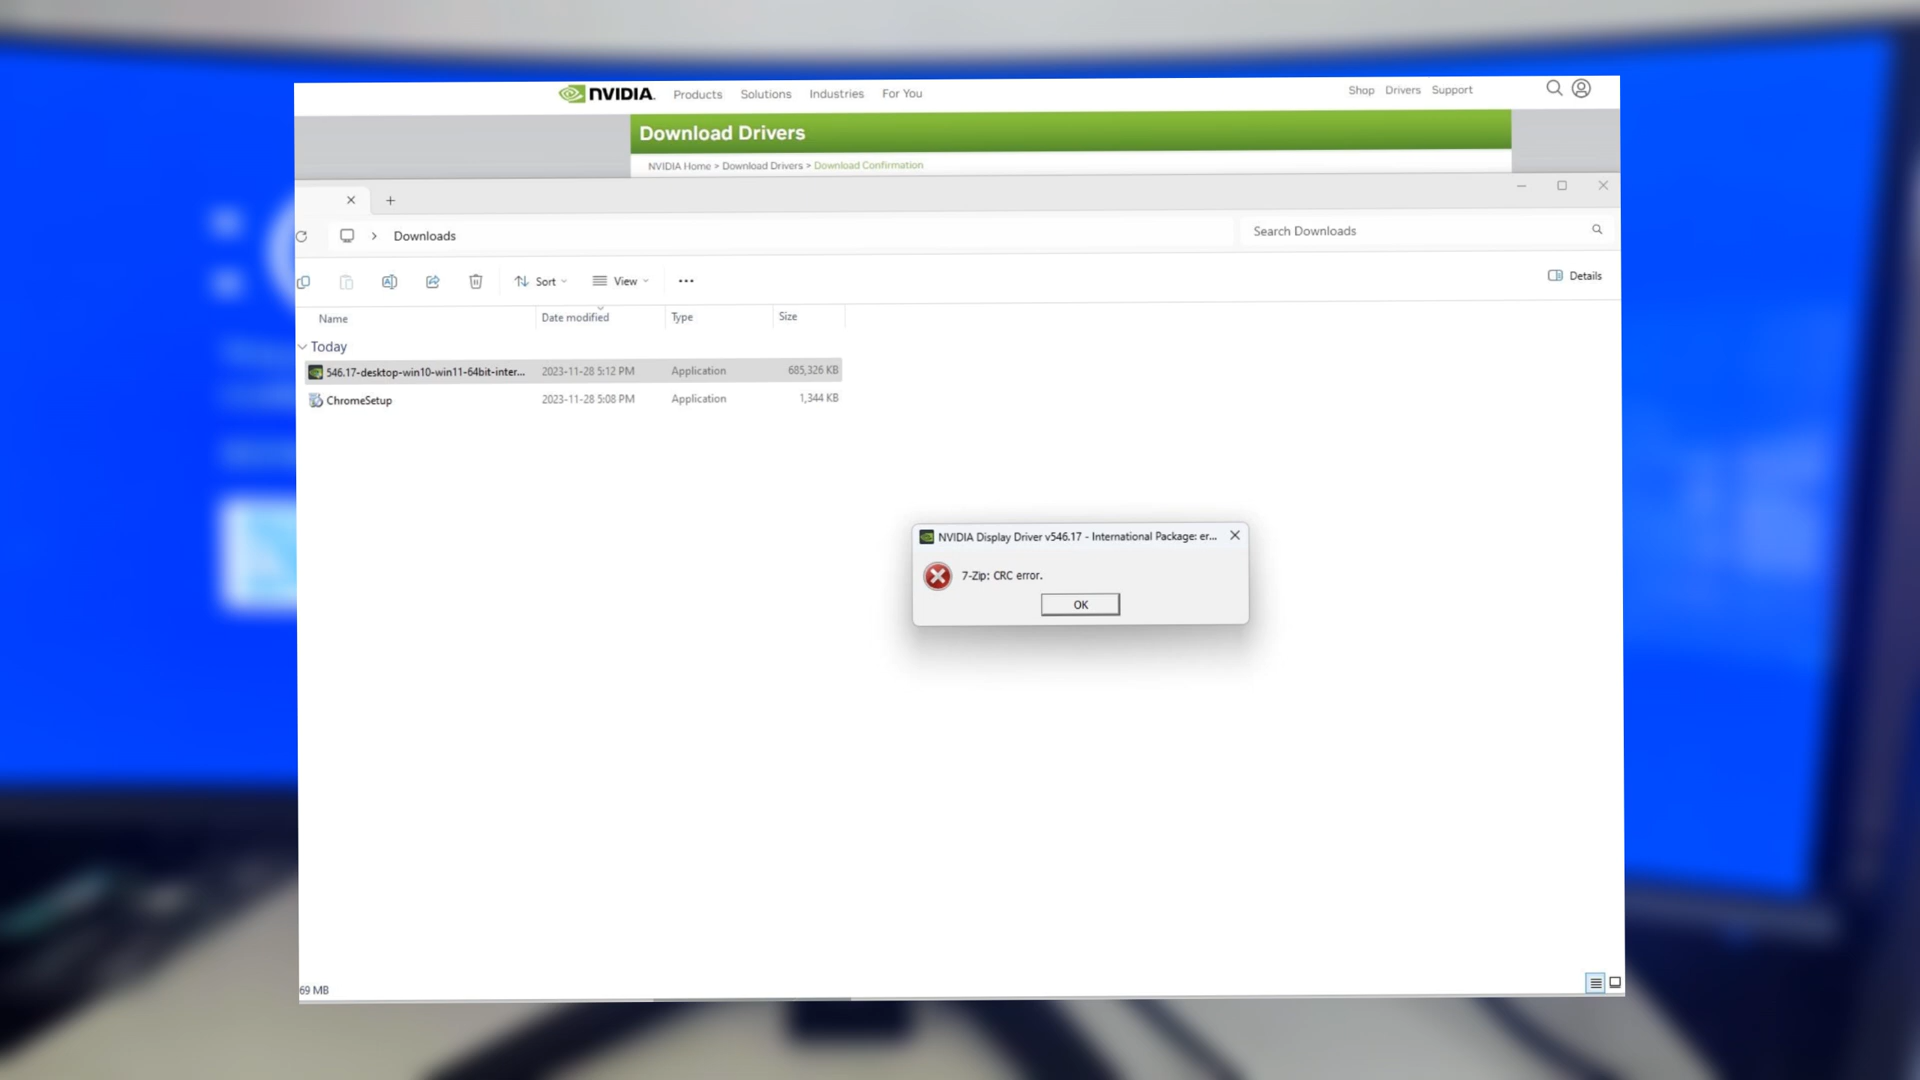 NVIDIA. Products Solutions Industries For You Shop Drivers Support
Download Drivers
NVIDIA Home > Download Drivers > Download Confirmation
Downloads
Search Downloads
Sort View Details
Name Date modified Type Size
Today
546.17-desktop-win10-win11-64bit-inter... 2023-11-28 5:12 PM Application 685,326 KB
ChromeSetup 2023-11-28 5:08 PM Application 1,344 KB
NVIDIA Display Driver v546.17 - International Package: er...
7-Zip: CRC error.
OK
69 MB